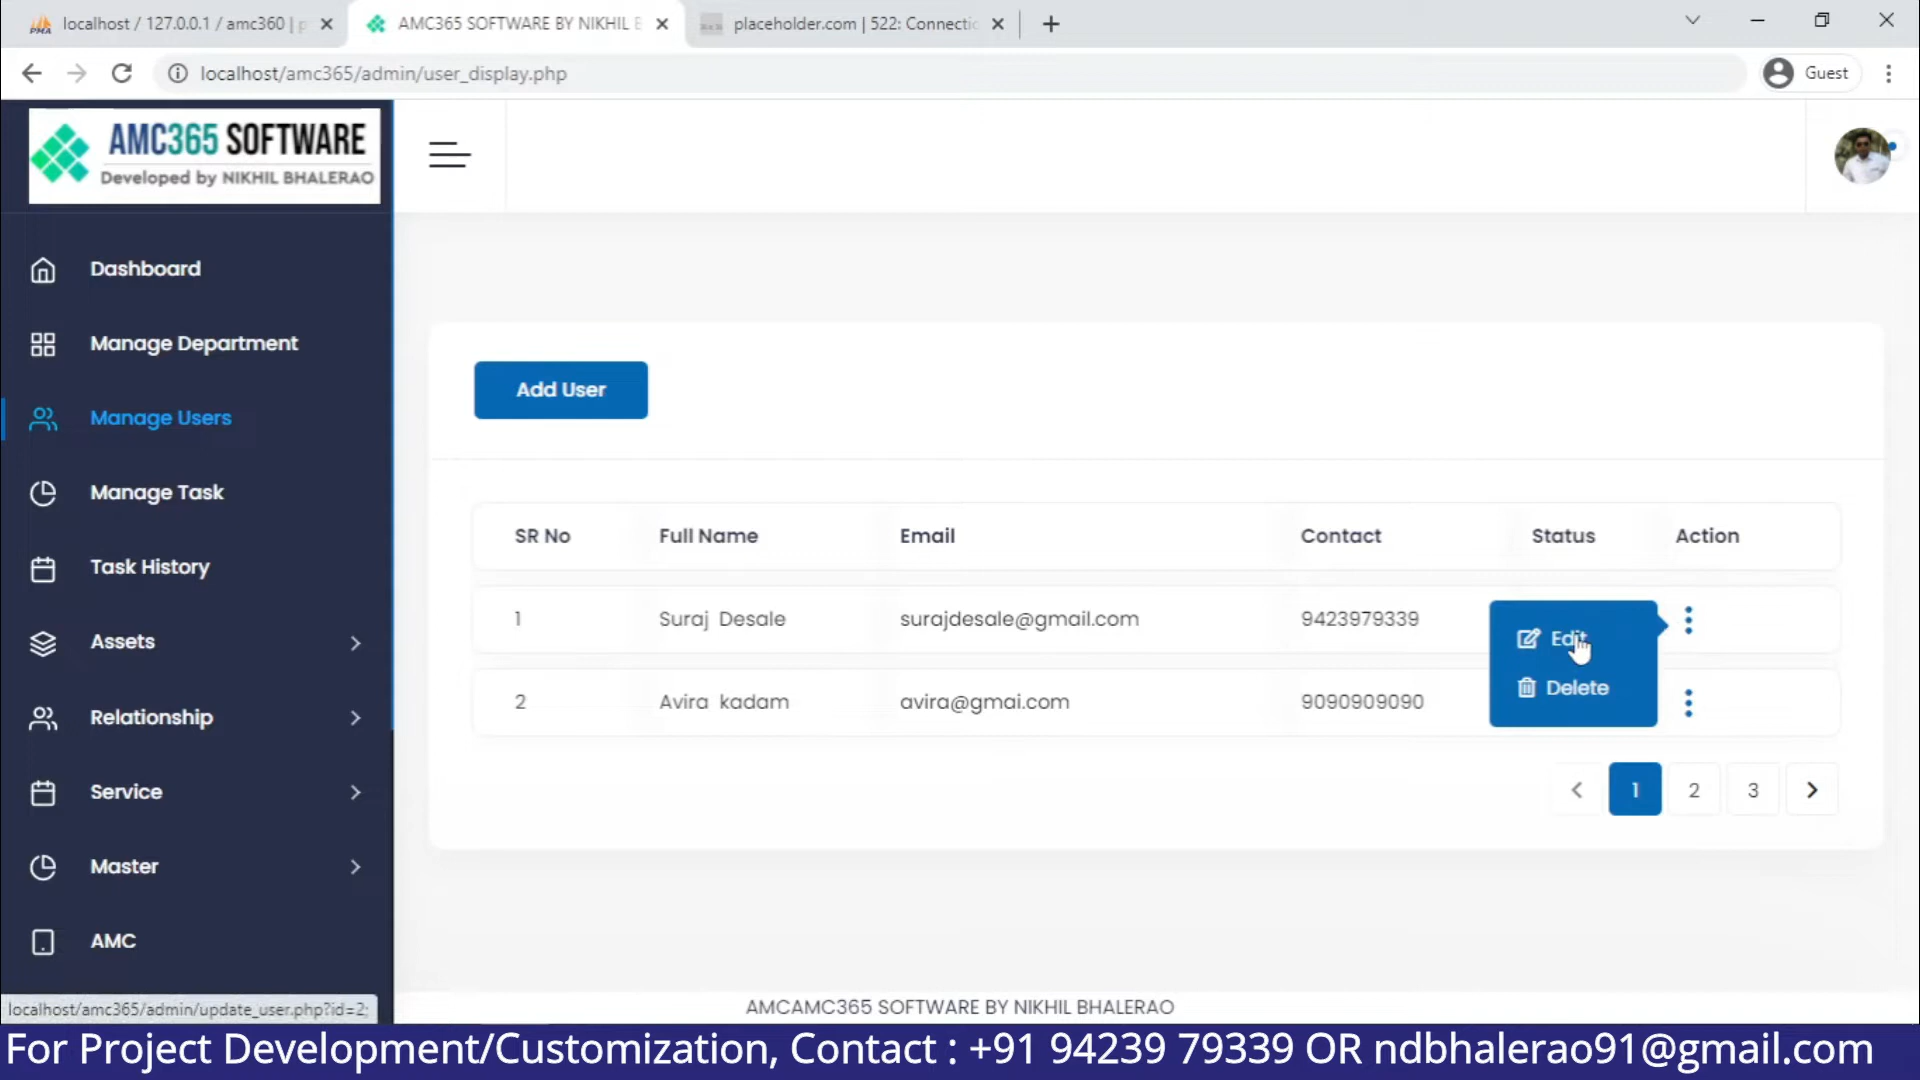 localhost / 127.0.0.1 / amc360 | p
AMC365 SOFTWARE BY NIKHIL B
placeholder.com | 522: Connectic
localhost/amc365/admin/user_display.php
Guest
AMC365 SOFTWARE
Developed by NIKHIL BHALERAO
Dashboard
Manage Department
Manage Users
Manage Task
Task History
Assets
Relationship
Service
Master
AMC
Add User
SR No Full Name Email Contact Status Action
1 Suraj Desale surajdesale@gmail.com 9423979339
Edit
Delete
2 Avira kadam avira@gmai.com 9090909090
1 2 3
localhost/amc365/admin/update_user.php?id=2;
AMCAMC365 SOFTWARE BY NIKHIL BHALERAO
For Project Development/Customization, Contact : +91 94239 79339 OR ndbhalerao91@gmail.com